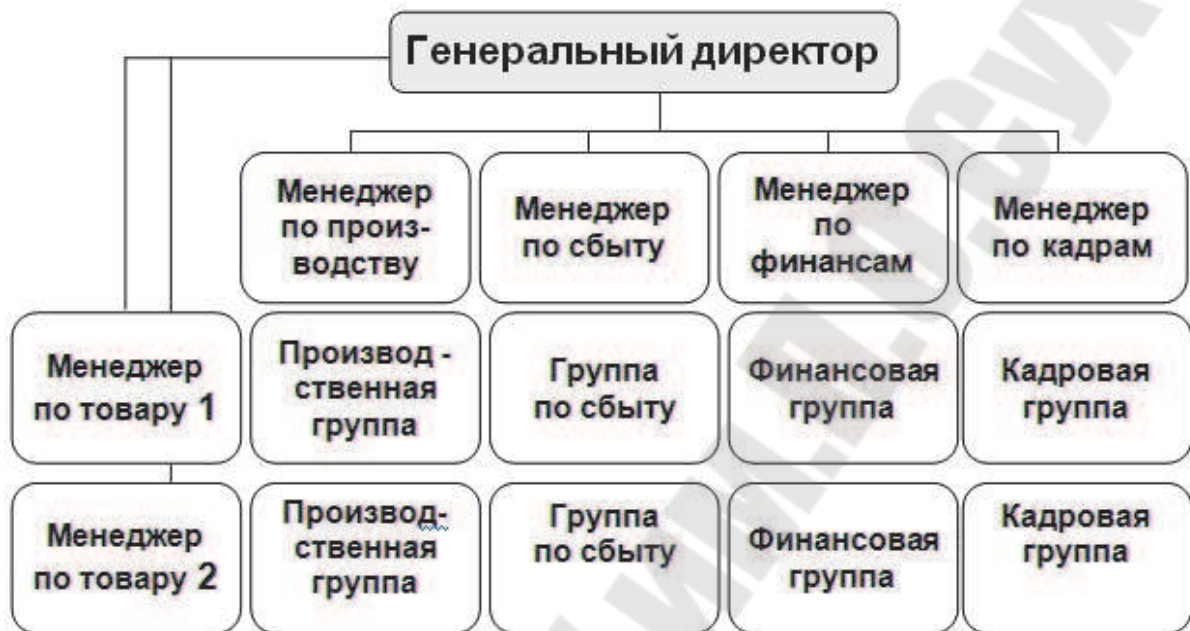 Генеральный директор
Менеджер
по произ-
водству
Менеджер
по сбыту
Менеджер
по
финансам
Менеджер
по кадрам
Менеджер
по товару 1
Производ -
ственная
группа
Группа
по сбыту
Финансовая
группа
Кадровая
группа
Менеджер
по товару 2
Производ-
ственная
группа
Группа
по сбыту
Финансовая
группа
Кадровая
группа